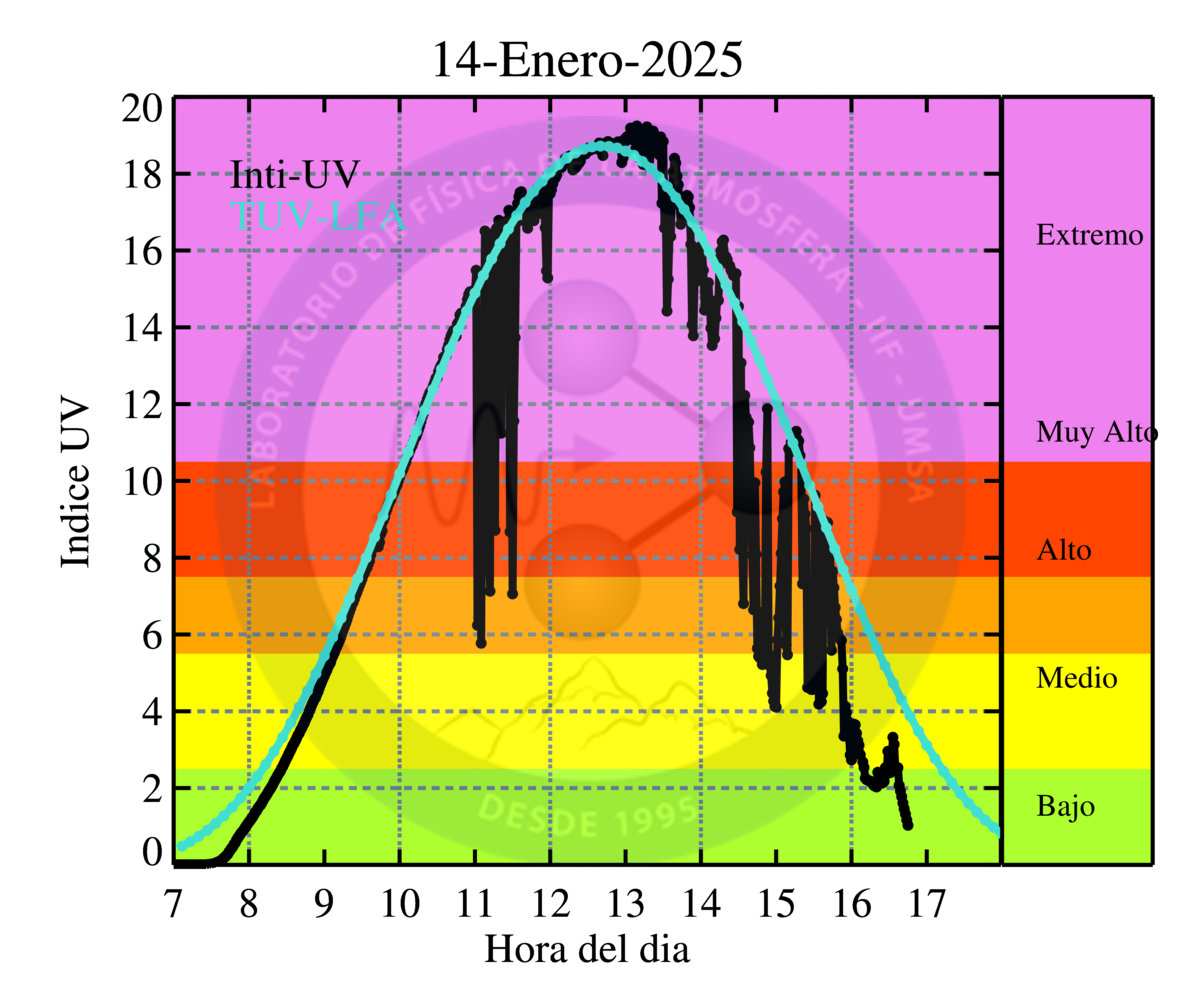 14-Enero-2025
20
18
16
14
12
10
8
6
4
2
0
Indice UV
Inti-UV
TUV-LFA
LABORATORIO DE FÍSICA DE LA ATMÓSFERA - IIF - UMSA
DESDE 1995
Extremo
Muy Alto
Alto
Medio
Bajo
7 8 9 10 11 12 13 14 15 16 17
Hora del dia